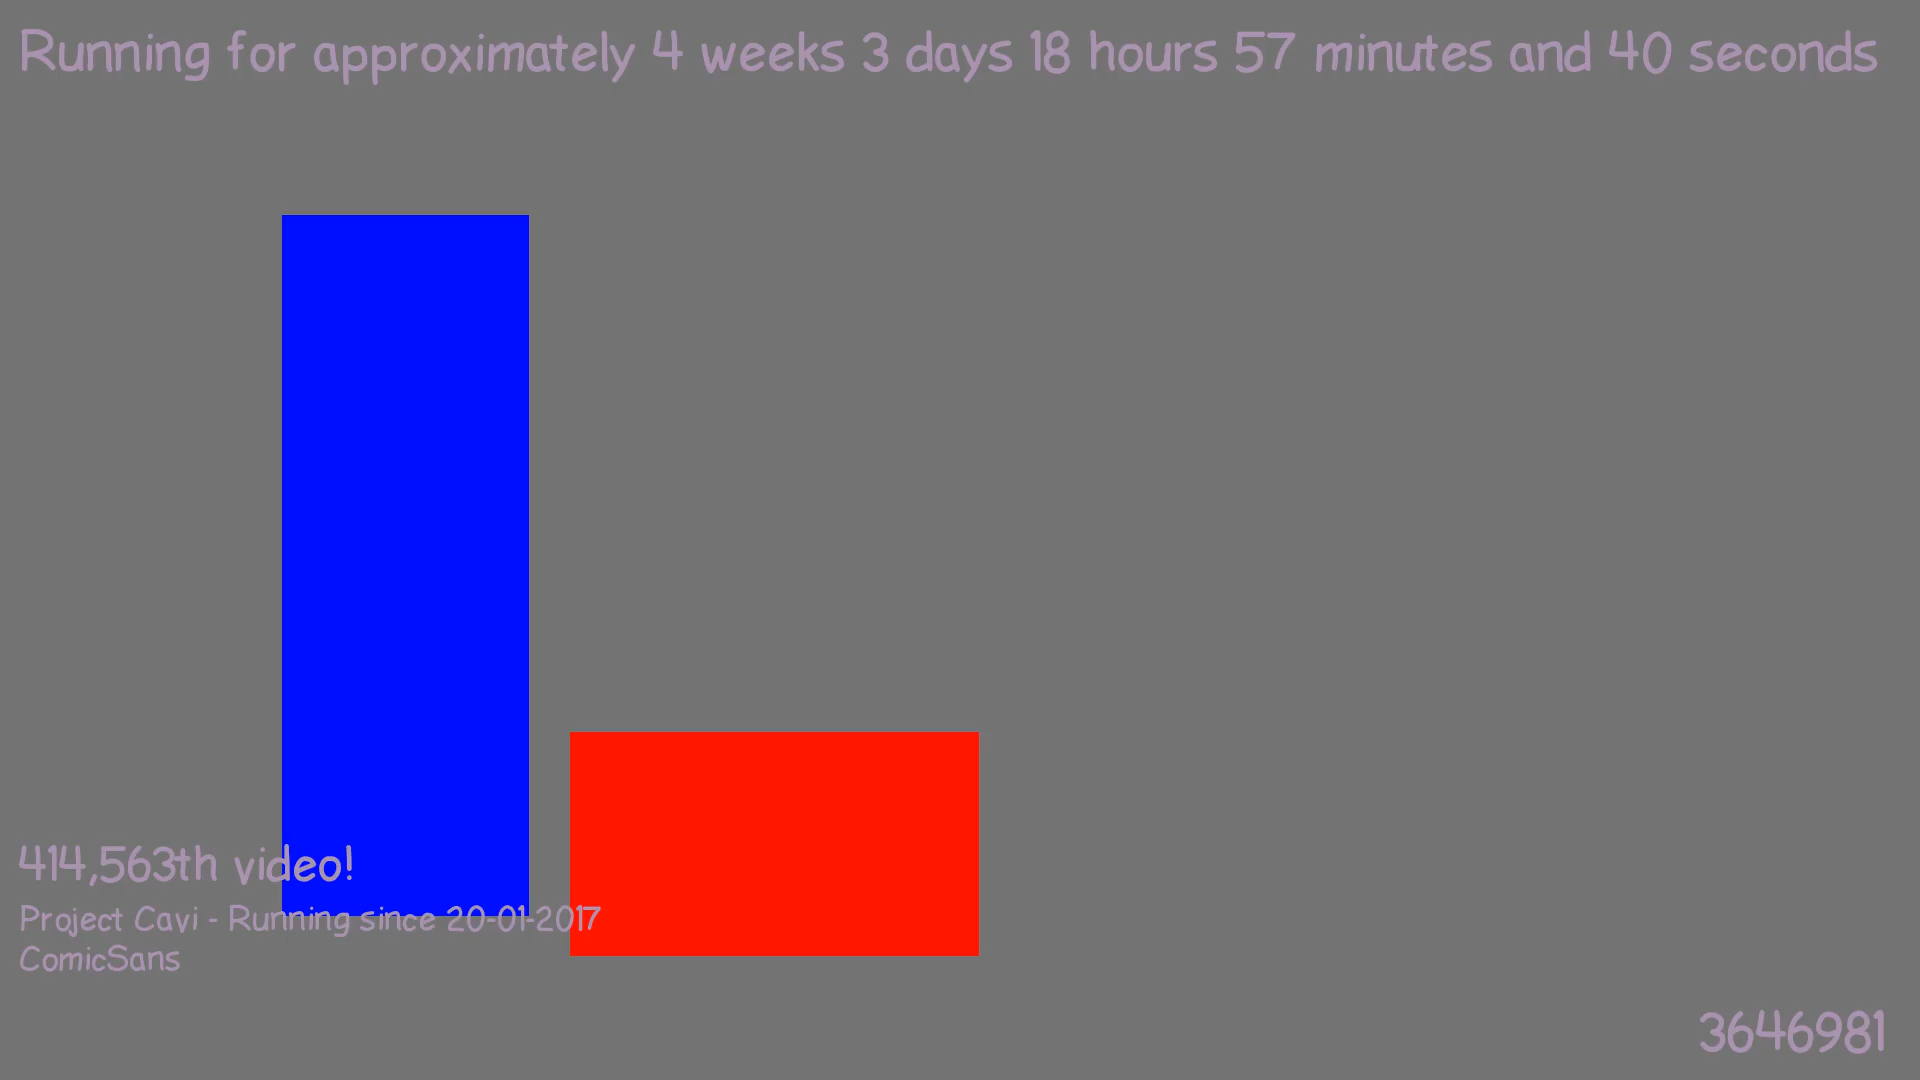 Running for approximately 4 weeks 3 days 18 hours 57 minutes and 40 seconds
414,563th video!
Project Cavi - Running since 20-01-2017
ComicSans
3646981